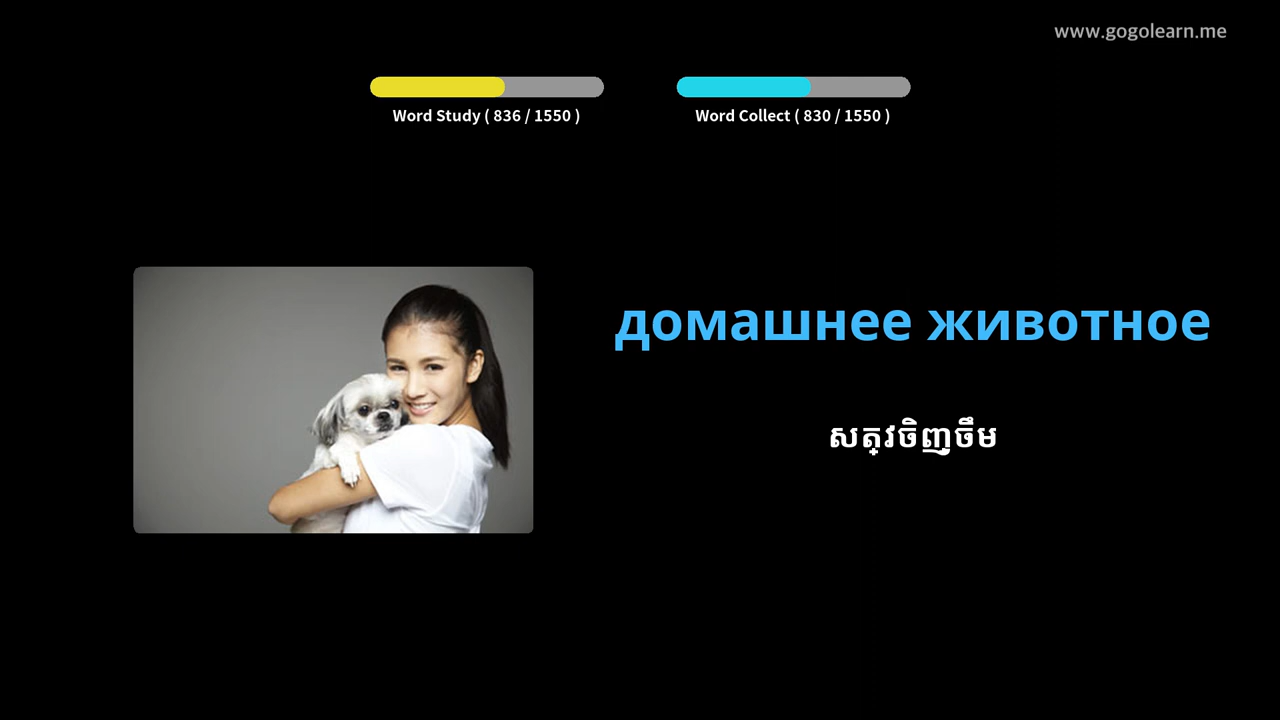 www.gogolearn.me
Word Study ( 836 / 1550 )
Word Collect ( 830 / 1550 )
домашнее животное
សត្វចិញ្ចឹម